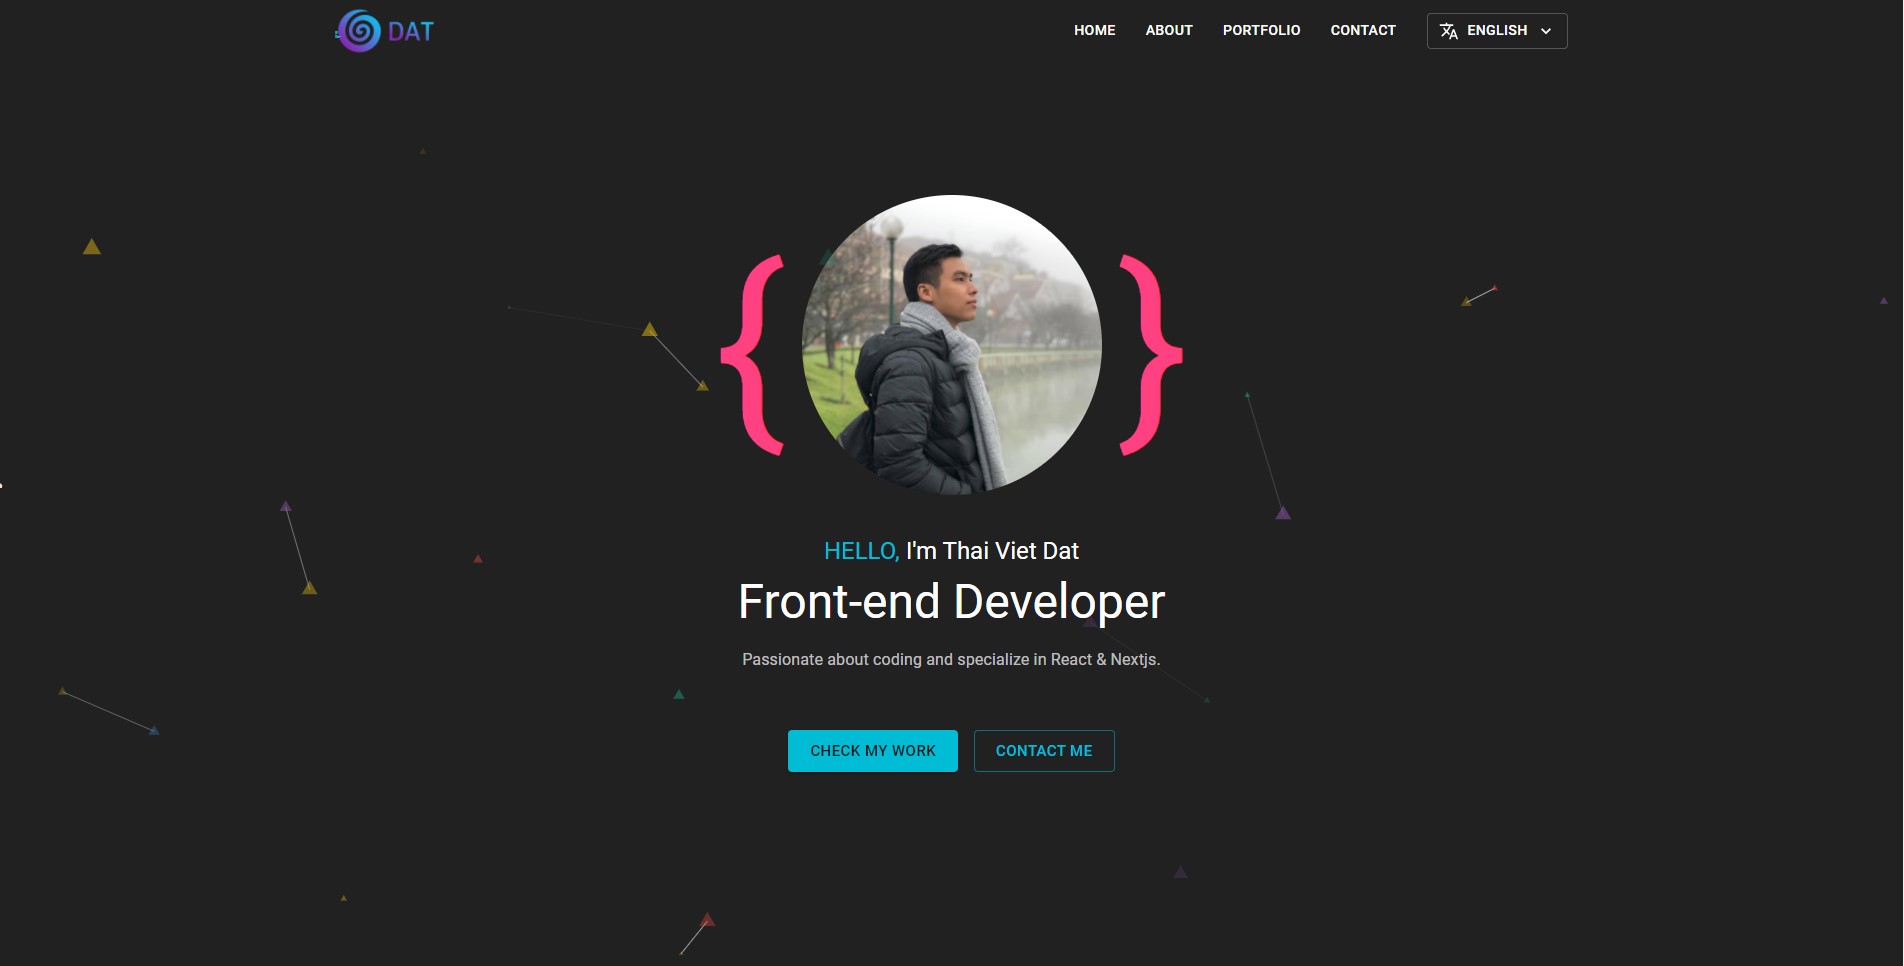 DAT
HOME ABOUT PORTFOLIO CONTACT ENGLISH
{ }
HELLO, I'm Thai Viet Dat
Front-end Developer
Passionate about coding and specialize in React & Nextjs.
CHECK MY WORK CONTACT ME